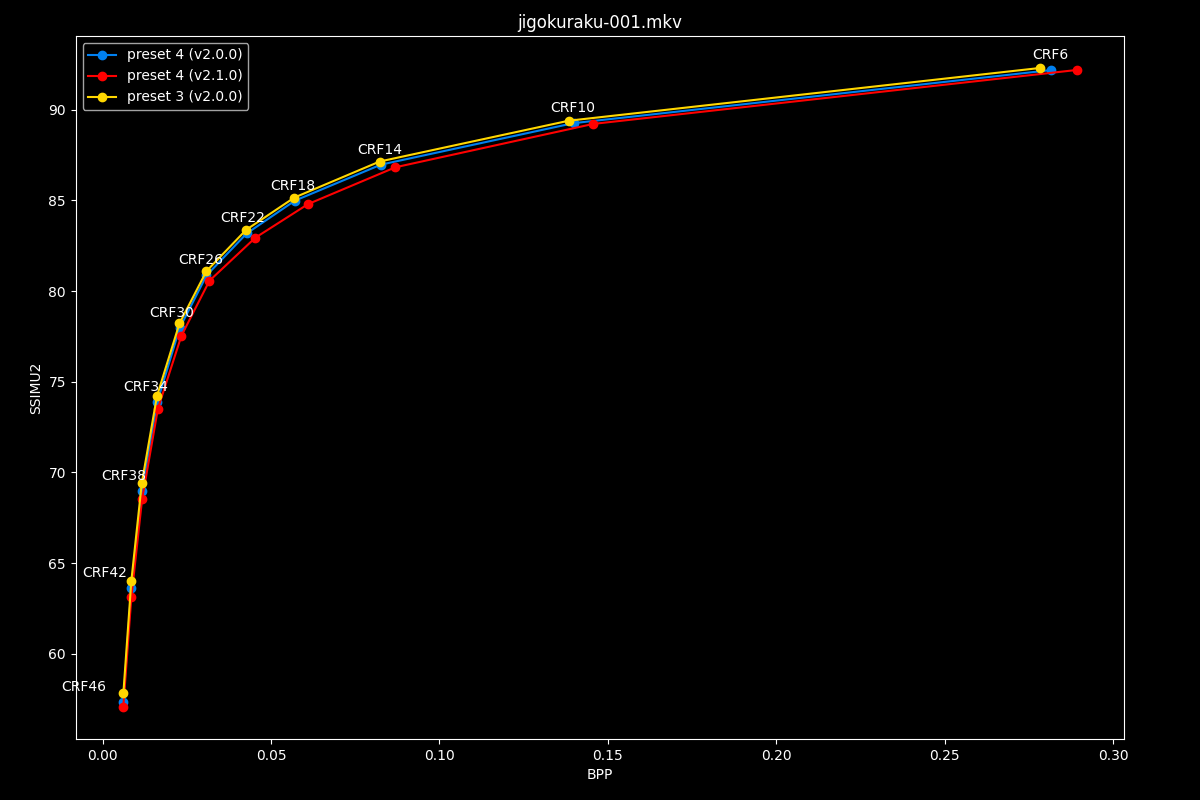 jigokuraku-001.mkv
preset 4 (v2.0.0)
preset 4 (v2.1.0)
preset 3 (v2.0.0)
CRF6
CRF10
CRF14
CRF18
CRF22
CRF26
CRF30
CRF34
CRF38
CRF42
CRF46
90
85
80
75
70
65
60
SSIMU2
0.00 0.05 0.10 0.15 0.20 0.25 0.30
BPP